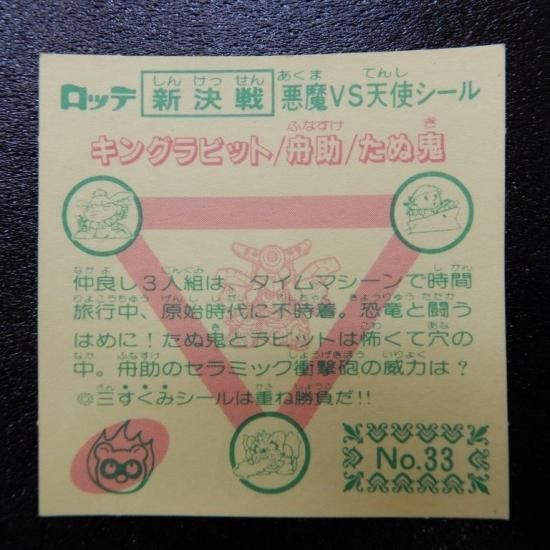 しんけっせん あくま てんし
ロッテ 新決戦 悪魔VS天使シール
ふなすけ き
キングラビット/舟助/たぬ鬼
なかよ にんぐみ じかん
仲良し3人組は、タイムマシーンで時間
りょこうちゅう げんしじだい ふじちゃく きょうりゅう たたか
旅行中、原始時代に不時着。恐竜と闘う
き こわ あな
はめに!たぬ鬼とラビットは怖くて穴の
なか ふなすけ しょうげきほう いりょく
中。舟助のセラミック衝撃砲の威力は?
さん かさ しょうぶ
◎三すくみシールは重ね勝負だ!!
No.33